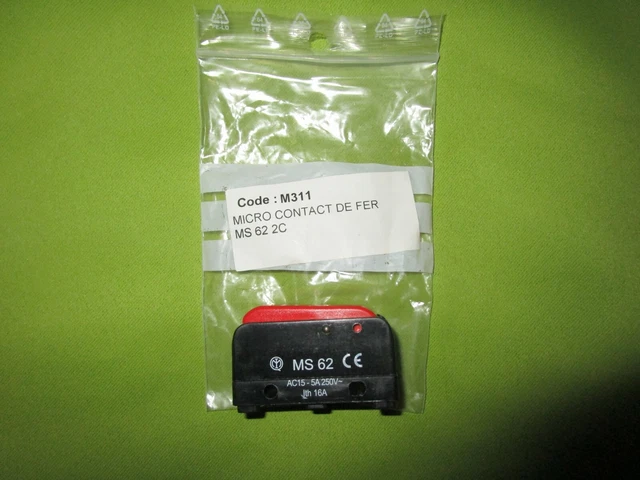 Code : M311
MICRO CONTACT DE FER
MS 62 2C
MS 62 CE
AC15 - 5A 250V~
Ith 16A